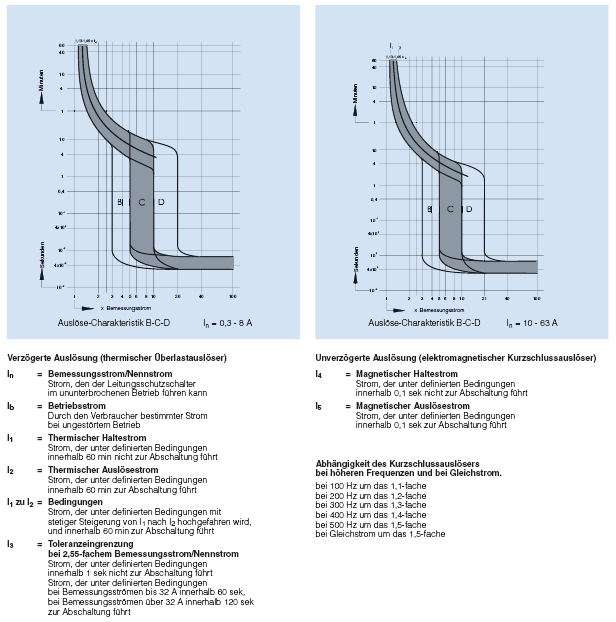 Minuten
Sekunden
B C D
x Bemessungsstrom
Auslöse-Charakteristik B-C-D
In = 0,3 - 8 A
Minuten
Sekunden
B C D
x Bemessungsstrom
Auslöse-Charakteristik B-C-D
In = 10 - 63 A
Verzögerte Auslösung (thermischer Überlastauslöser)
In = Bemessungsstrom/Nennstrom
Strom, den der Leitungsschutzschalter
im ununterbrochenen Betrieb führen kann
Ib = Betriebsstrom
Durch den Verbraucher bestimmter Strom
bei ungestörtem Betrieb
I1 = Thermischer Haltestrom
Strom, der unter definierten Bedingungen
innerhalb 60 min nicht zur Abschaltung führt
I2 = Thermischer Auslösestrom
Strom, der unter definierten Bedingungen
innerhalb 60 min zur Abschaltung führt
I1 zu I2 = Bedingungen
Strom, der unter definierten Bedingungen mit
stetiger Steigerung von I1 nach I2 hochgefahren wird,
und innerhalb 60 min zur Abschaltung führt
I3 = Toleranzeingrenzung
bei 2,55-fachem Bemessungsstrom/Nennstrom
Strom, der unter definierten Bedingungen
innerhalb 1 sek nicht zur Abschaltung führt
Strom, der unter definierten Bedingungen
bei Bemessungsströmen bis 32 A innerhalb 60 sek,
bei Bemessungsströmen über 32 A innerhalb 120 sek
zur Abschaltung führt
Unverzögerte Auslösung (elektromagnetischer Kurzschlussauslöser)
I4 = Magnetischer Haltestrom
Strom, der unter definierten Bedingungen
innerhalb 0,1 sek nicht zur Abschaltung führt
I5 = Magnetischer Auslösestrom
Strom, der unter definierten Bedingungen
innerhalb 0,1 sek zur Abschaltung führt
Abhängigkeit des Kurzschlussauslösers
bei höheren Frequenzen und bei Gleichstrom.
bei 100 Hz um das 1,1-fache
bei 200 Hz um das 1,2-fache
bei 300 Hz um das 1,3-fache
bei 400 Hz um das 1,4-fache
bei 500 Hz um das 1,5-fache
bei Gleichstrom um das 1,5-fache